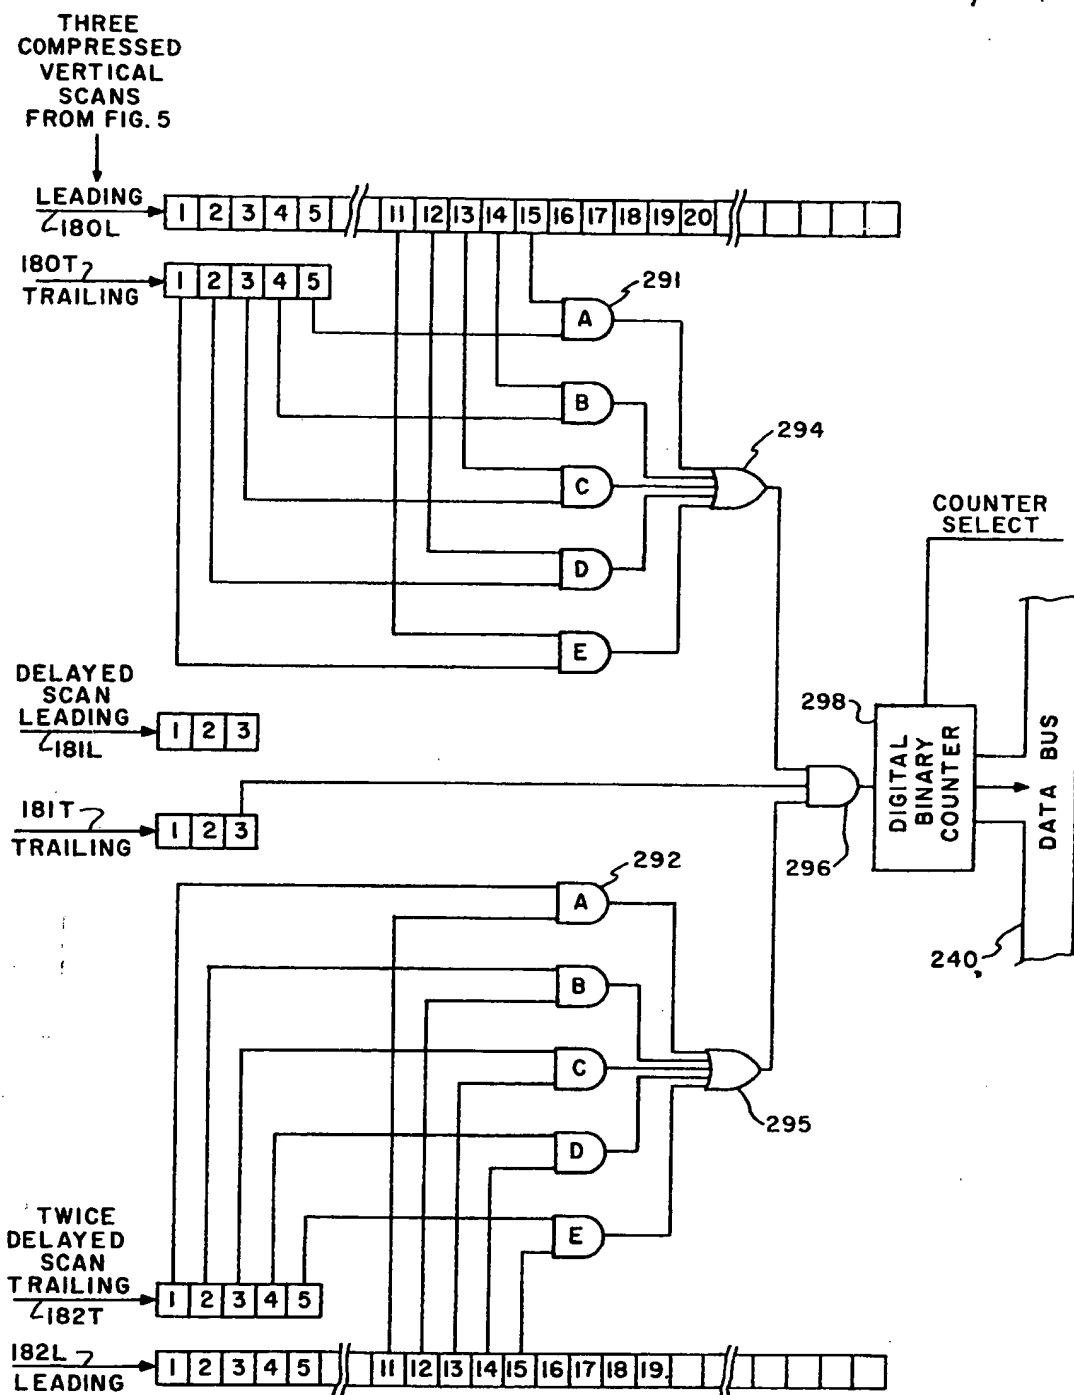 THREE
COMPRESSED
VERTICAL
SCANS
FROM FIG. 5
LEADING
180L
1 2 3 4 5 11 12 13 14 15 16 17 18 19 20
180T
TRAILING
1 2 3 4 5
291
A
B
294
C
COUNTER
SELECT
D
E
DELAYED
SCAN
LEADING
181L
1 2 3
298
DIGITAL
BINARY
COUNTER
DATA BUS
181T
TRAILING
1 2 3
296
292
A
240
B
C
295
D
E
TWICE
DELAYED
SCAN
TRAILING
182T
1 2 3 4 5
182L
LEADING
1 2 3 4 5 11 12 13 14 15 16 17 18 19